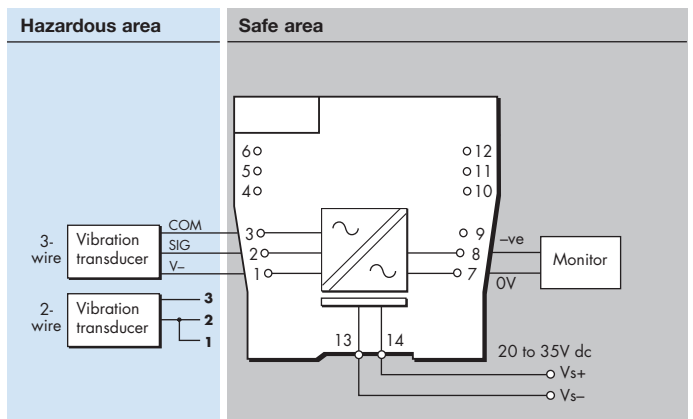 Hazardous area
Safe area
6
5
4
3
2
1
12
11
10
9
8
7
COM
SIG
V–
3-
wire
Vibration
transducer
2-
wire
Vibration
transducer
3
2
1
–ve
0V
Monitor
13
14
20 to 35V dc
Vs+
Vs–